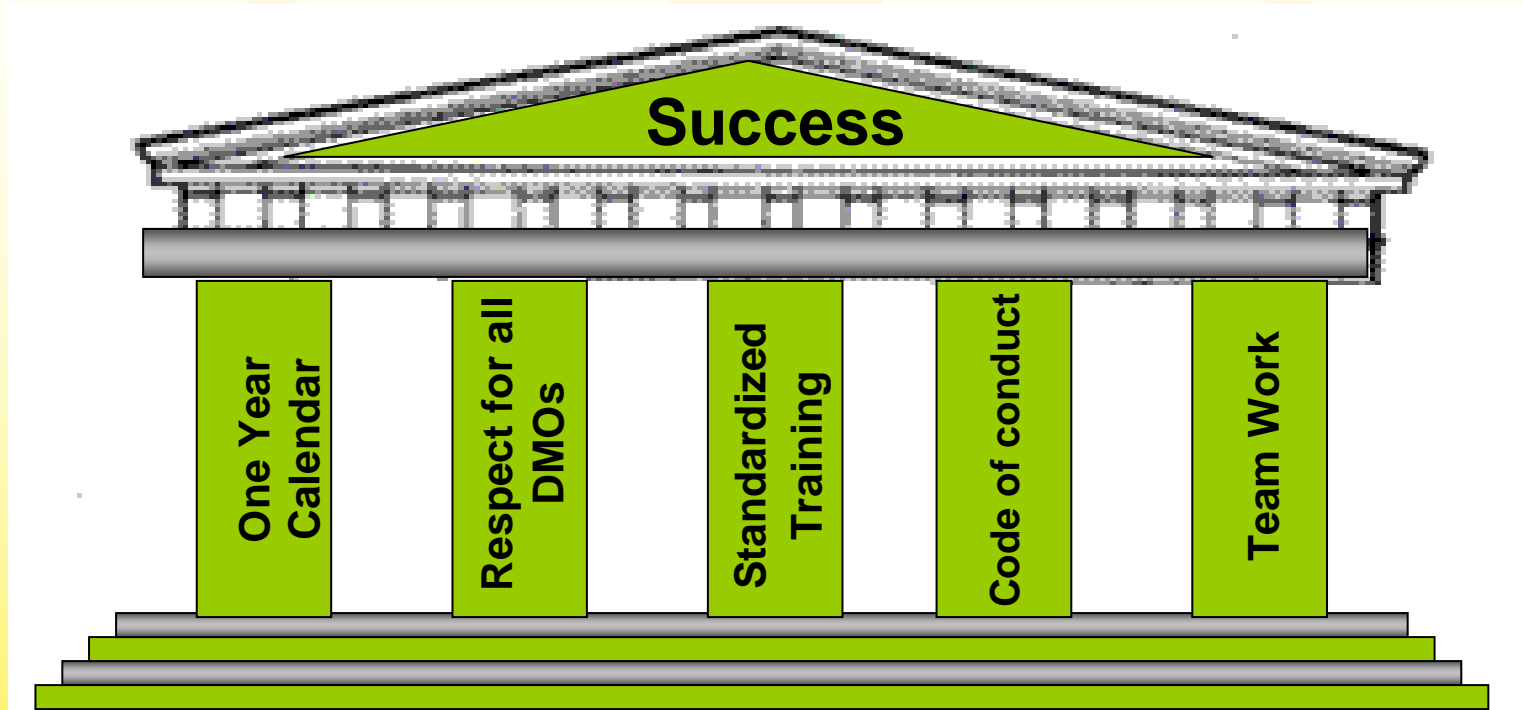 Success
One Year
Calendar
Respect for all
DMOs
Standardized
Training
Code of conduct
Team Work